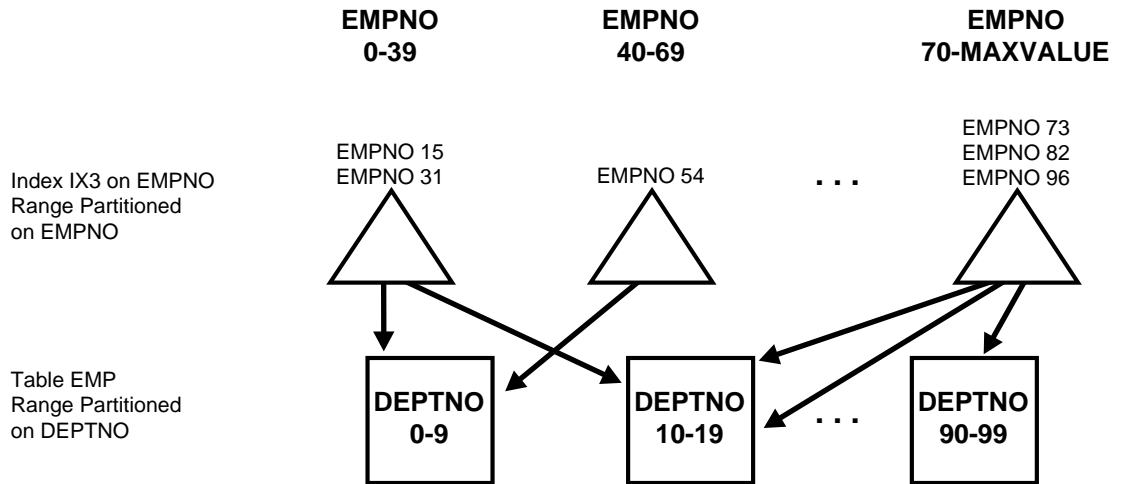 EMPNO
0-39
EMPNO
40-69
EMPNO
70-MAXVALUE
Index IX3 on EMPNO
Range Partitioned
on EMPNO
EMPNO 15
EMPNO 31
EMPNO 54
. . .
EMPNO 73
EMPNO 82
EMPNO 96
Table EMP
Range Partitioned
on DEPTNO
DEPTNO
0-9
DEPTNO
10-19
. . .
DEPTNO
90-99